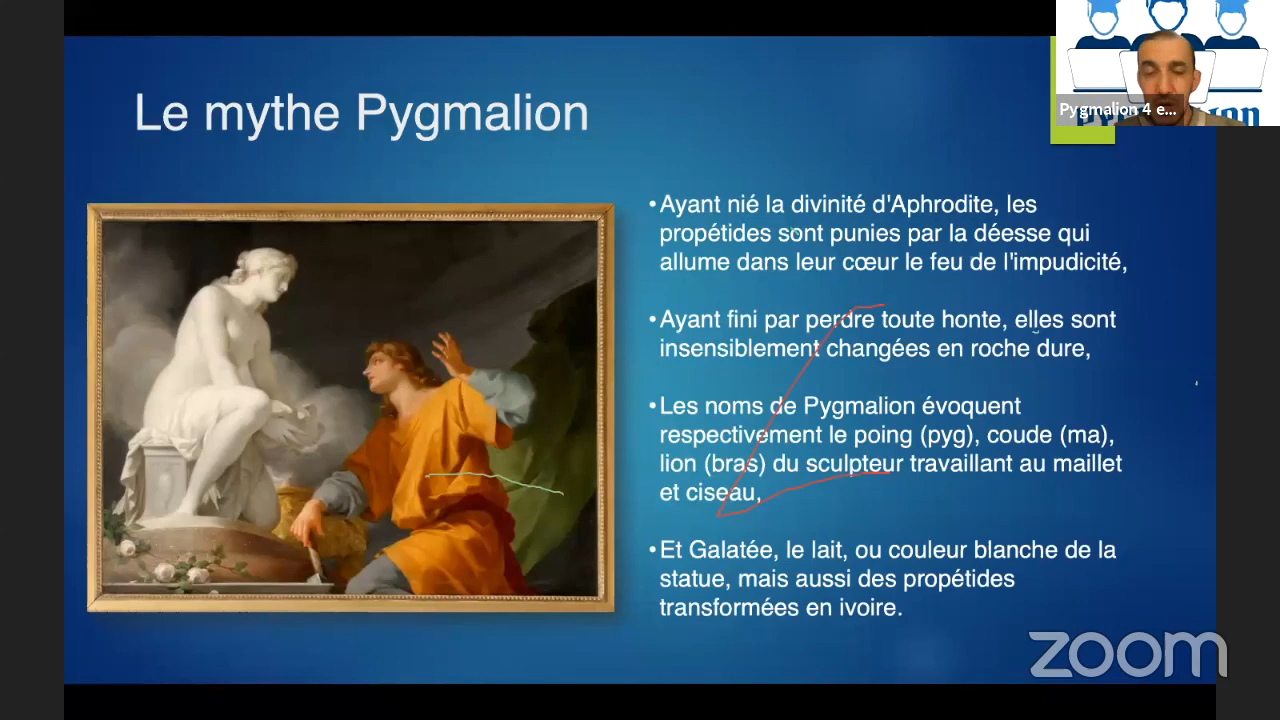 Le mythe Pygmalion
Pygmalion 4 e...
•Ayant nié la divinité d'Aphrodite, les
propétides sont punies par la déesse qui
allume dans leur cœur le feu de l'impudicité,
•Ayant fini par perdre toute honte, elles sont
insensiblement changées en roche dure,
•Les noms de Pygmalion évoquent
respectivement le poing (pyg), coude (ma),
lion (bras) du sculpteur travaillant au maillet
et ciseau,
•Et Galatée, le lait, ou couleur blanche de la
statue, mais aussi des propétides
transformées en ivoire.
zoom